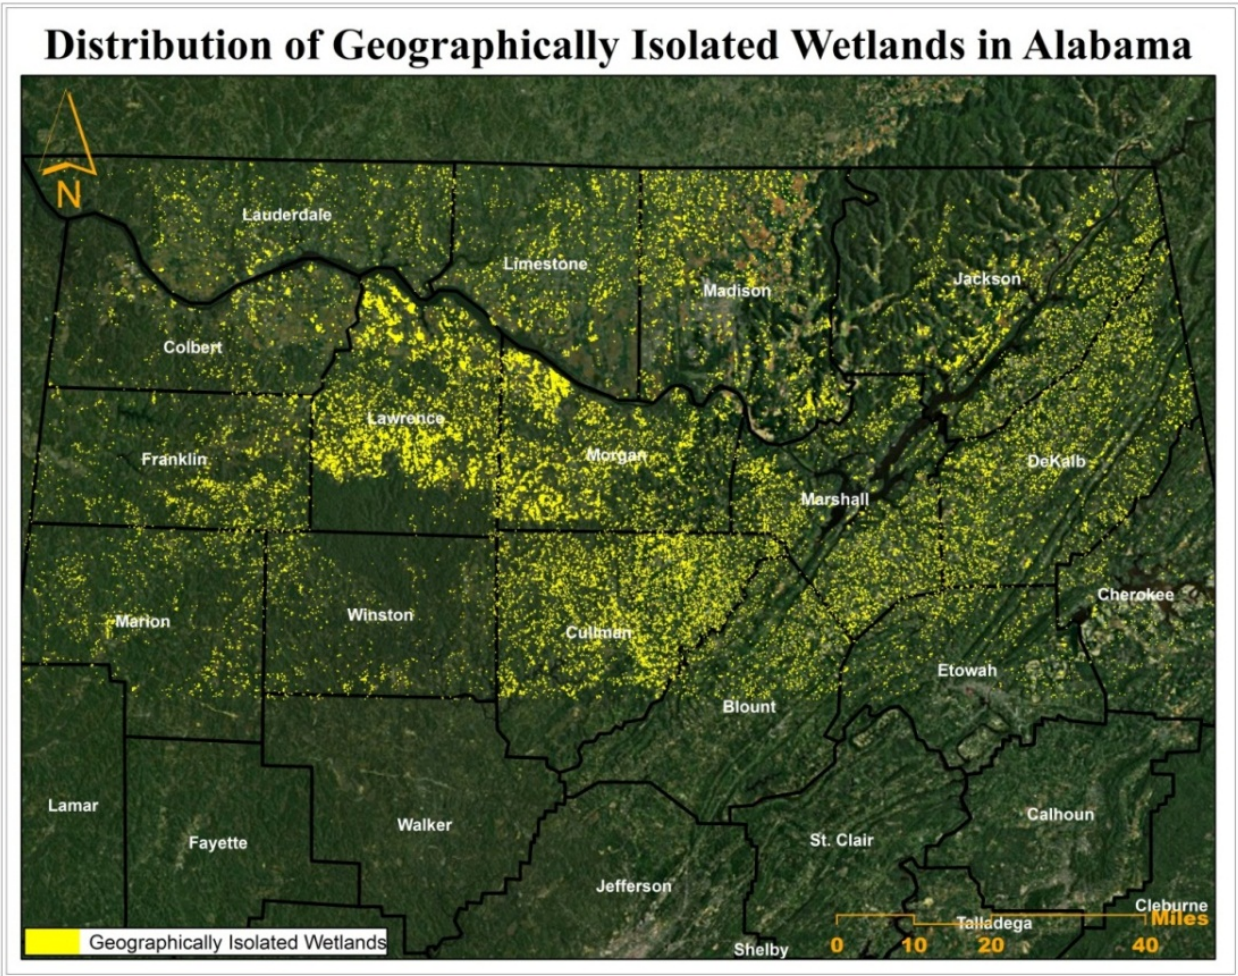 Distribution of Geographically Isolated Wetlands in Alabama
N
Lauderdale
Limestone
Madison
Jackson
Colbert
Lawrence
Franklin
Morgan
DeKalb
Marshall
Cherokee
Marion
Winston
Cullman
Etowah
Blount
Lamar
Walker
Calhoun
Fayette
St. Clair
Jefferson
Cleburne
Miles
Talladega
Geographically Isolated Wetlands
0 10 20 40
Shelby